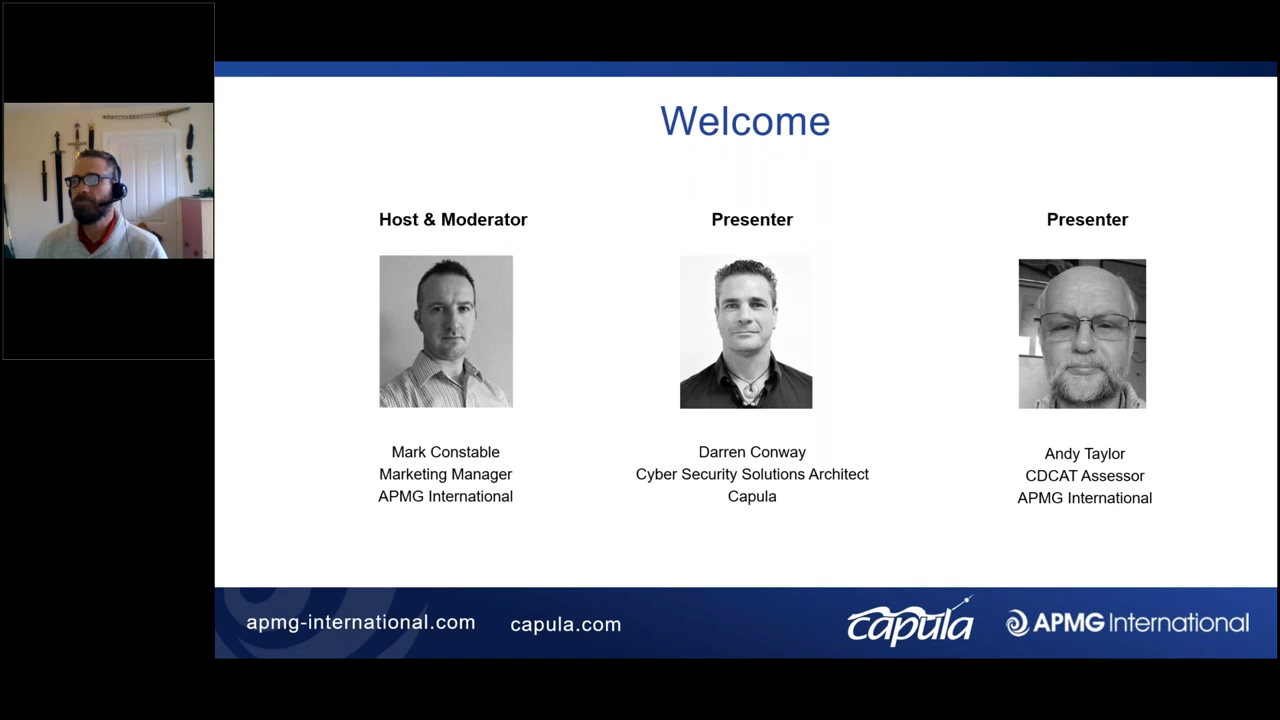 Welcome
Host & Moderator
Presenter
Presenter
Mark Constable
Marketing Manager
APMG International
Darren Conway
Cyber Security Solutions Architect
Capula
Andy Taylor
CDCAT Assessor
APMG International
apmg-international.com
capula.com
capula
APMG International